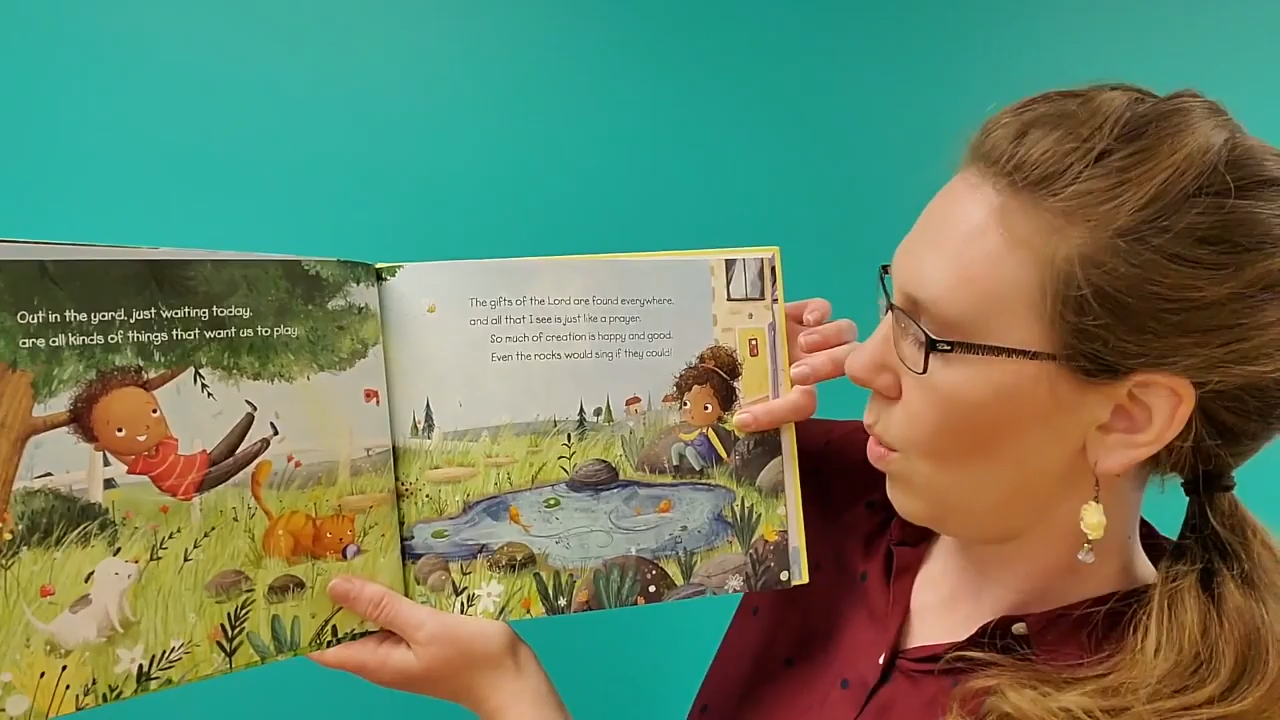 Out in the yard, just waiting today,
are all kinds of things that want us to play.
The gifts of the Lord are found everywhere,
and all that I see is just like a prayer.
So much of creation is happy and good.
Even the rocks would sing if they could!